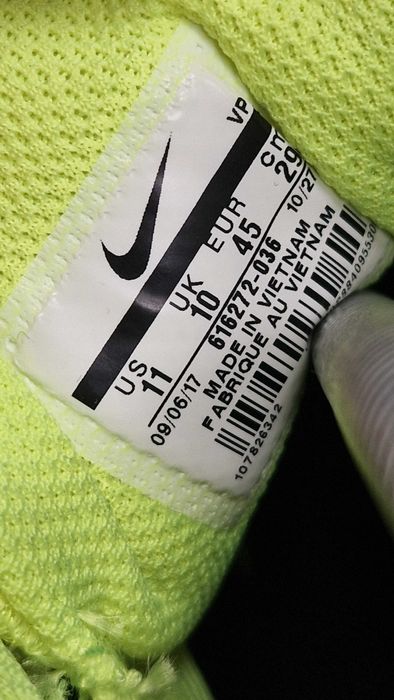 VP
US UK EUR cm
11 10 45 29
616272-036
09/06/17 10/27
MADE IN VIETNAM
FABRIQUE AU VIETNAM
107826342